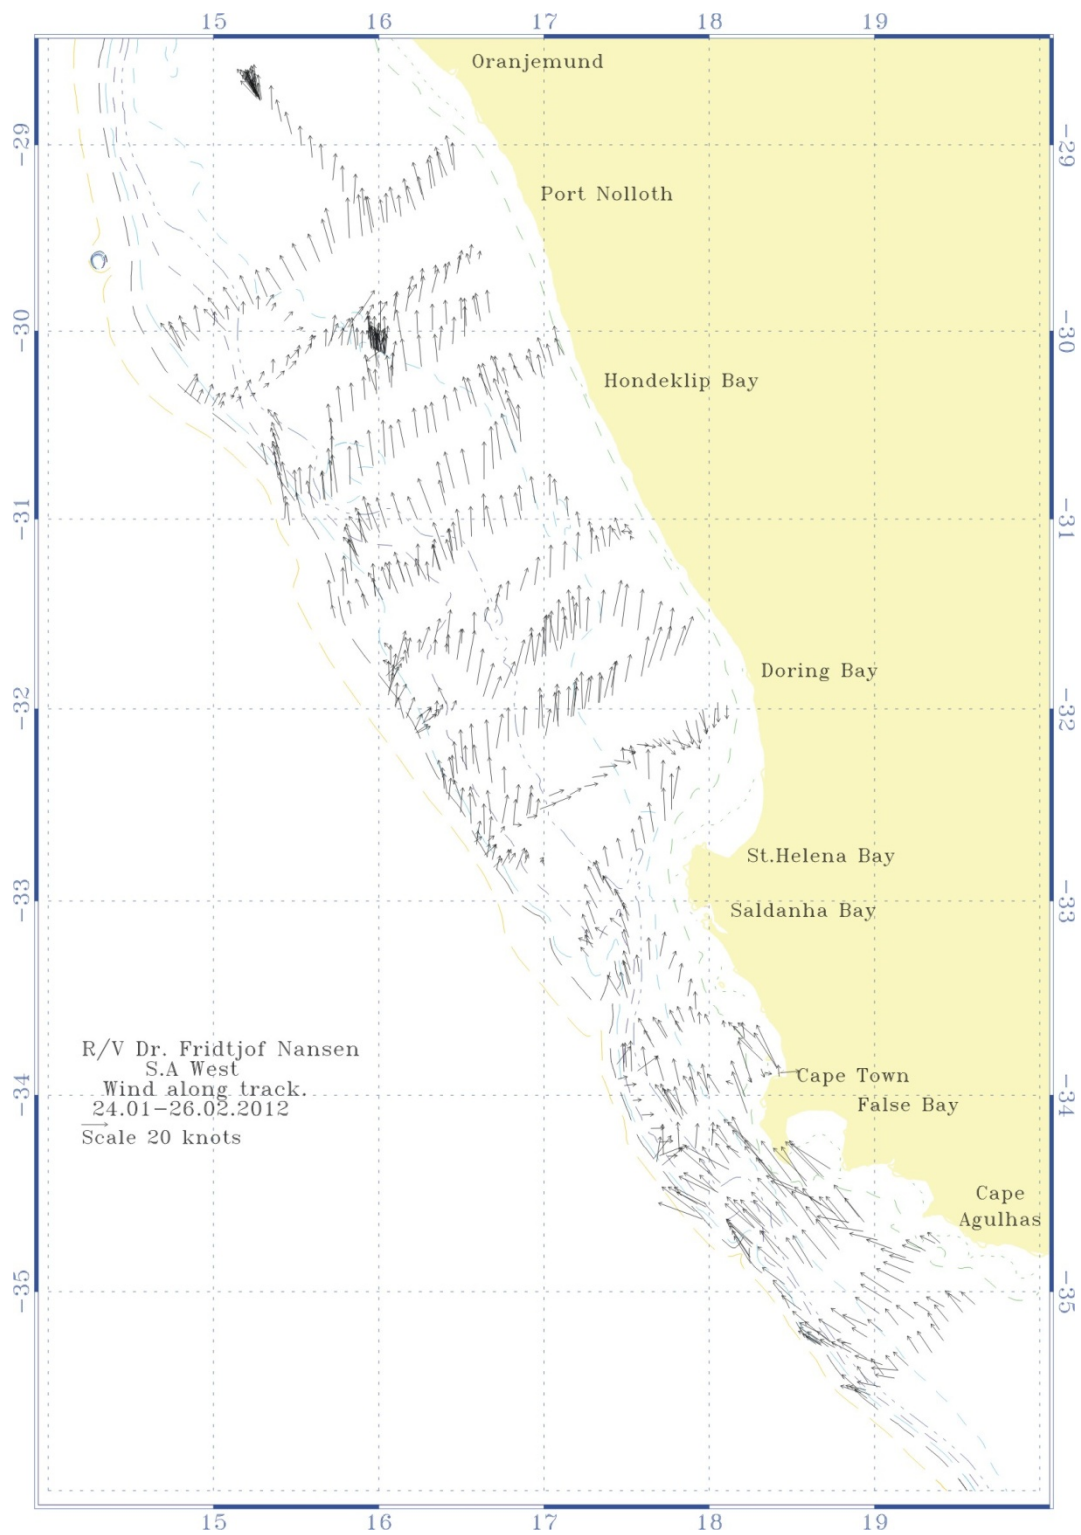 15 16 17 18 19
Oranjemund
-29 -29
Port Nolloth
-30 -30
Hondeklip Bay
-31 -31
Doring Bay
-32 -32
St.Helena Bay
-33 -33
Saldanha Bay
R/V Dr. Fridtjof Nansen
S.A West
Wind along track.
24.01-26.02.2012
Scale 20 knots
Cape Town
-34 -34
False Bay
Cape
Agulhas
-35 -35
15 16 17 18 19